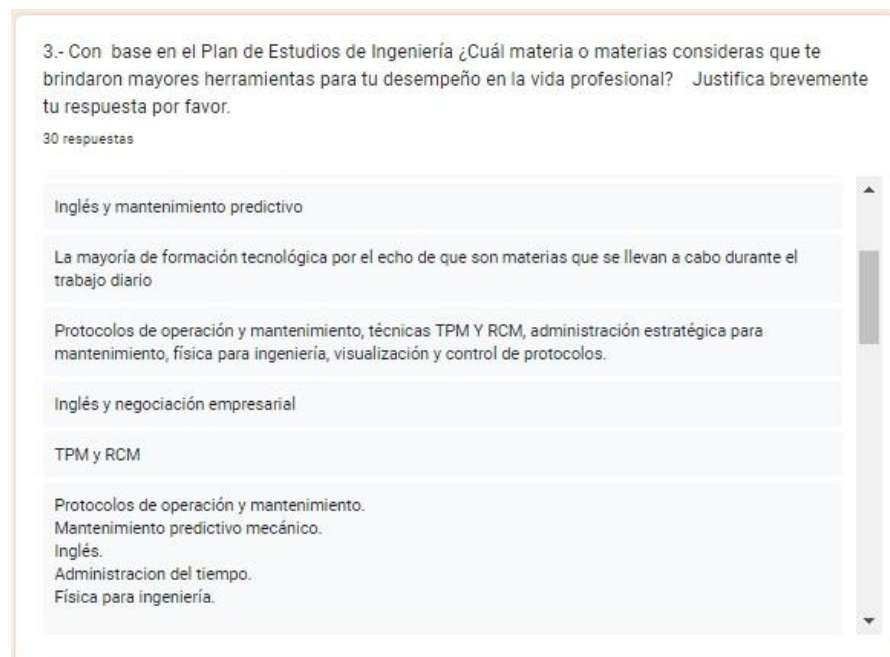 3.- Con  base en el Plan de Estudios de Ingeniería ¿Cuál materia o materias consideras que te
brindaron mayores herramientas para tu desempeño en la vida profesional?   Justifica brevemente
tu respuesta por favor.
30 respuestas
Inglés y mantenimiento predictivo
La mayoría de formación tecnológica por el echo de que son materias que se llevan a cabo durante el
trabajo diario
Protocolos de operación y mantenimiento, técnicas TPM Y RCM, administración estratégica para
mantenimiento, física para ingeniería, visualización y control de protocolos.
Inglés y negociación empresarial
TPM y RCM
Protocolos de operación y mantenimiento.
Mantenimiento predictivo mecánico.
Inglés.
Administracion del tiempo.
Física para ingeniería.